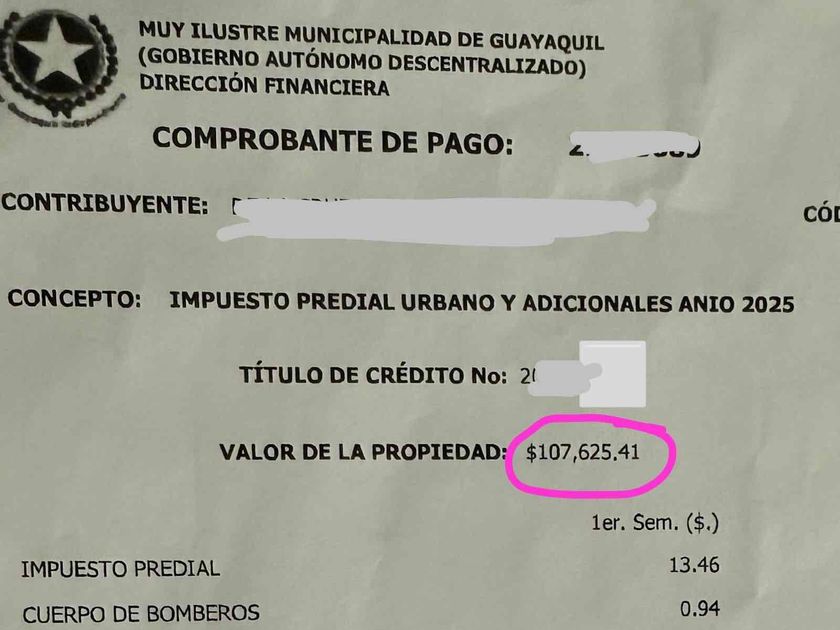 MUY ILUSTRE MUNICIPALIDAD DE GUAYAQUIL
(GOBIERNO AUTÓNOMO DESCENTRALIZADO)
DIRECCIÓN FINANCIERA
COMPROBANTE DE PAGO:
CONTRIBUYENTE:
CÓD
CONCEPTO: IMPUESTO PREDIAL URBANO Y ADICIONALES ANIO 2025
TÍTULO DE CRÉDITO No:
VALOR DE LA PROPIEDAD: $107,625.41
1er. Sem. ($.)
IMPUESTO PREDIAL 13.46
CUERPO DE BOMBEROS 0.94